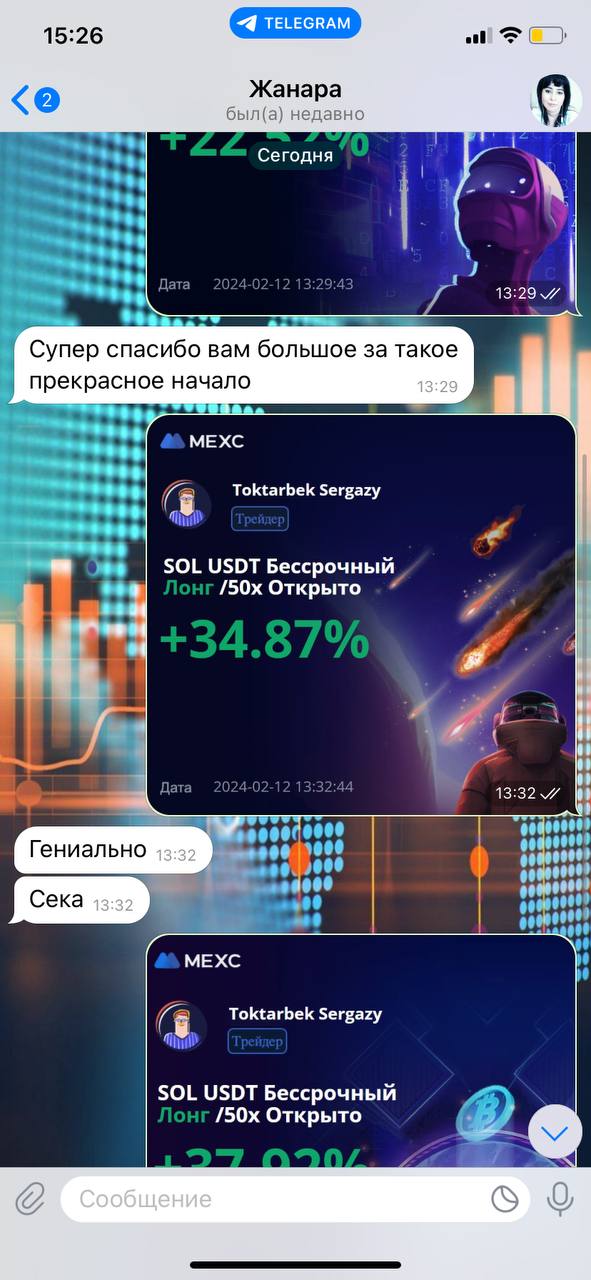 15:26
TELEGRAM
2
Жанара
был(а) недавно
+22.52%
Сегодня
Дата 2024-02-12 13:29:43
13:29
Супер спасибо вам большое за такое
прекрасное начало
13:29
MEXC
Toktarbek Sergazy
Трейдер
SOL USDT Бессрочный
Лонг /50x Открыто
+34.87%
Дата 2024-02-12 13:32:44
13:32
Гениально 13:32
Сека 13:32
MEXC
Toktarbek Sergazy
Трейдер
SOL USDT Бессрочный
Лонг /50x Открыто
+37.92%
Сообщение